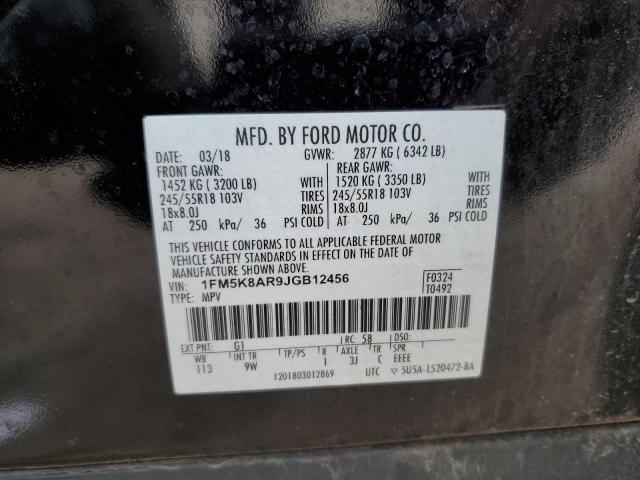 MFD. BY FORD MOTOR CO.
DATE: 03/18 GVWR: 2877 KG ( 6342 LB)
FRONT GAWR: REAR GAWR:
1452 KG ( 3200 LB) WITH 1520 KG ( 3350 LB) WITH
245/55R18 103V TIRES 245/55R18 103V TIRES
18x8.0J RIMS 18x8.0J RIMS
AT 250 kPa/ 36 PSI COLD AT 250 kPa/ 36 PSI COLD
THIS VEHICLE CONFORMS TO ALL APPLICABLE FEDERAL MOTOR
VEHICLE SAFETY STANDARDS IN EFFECT ON THE DATE OF MANUFACTURE
SHOWN ABOVE.
VIN: 1FM5K8AR9JGB12456 F0324
TYPE: MPV T0492
EXT PNT: G1 RC: 58 DSO:
WB INT TR TP/PS R AXLE TR SPR
113 9W 1 3J C EEEE
1201803012869 UTC ▽ 5U5A-1520472-BA